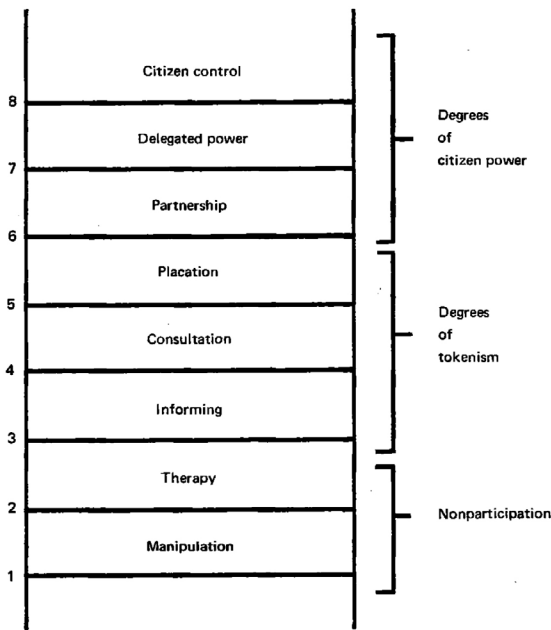 Citizen control
8
Delegated power
7
Partnership
6
Placation
5
Consultation
4
Informing
3
Therapy
2
Manipulation
1
Degrees
of
citizen power
Degrees
of
tokenism
Nonparticipation